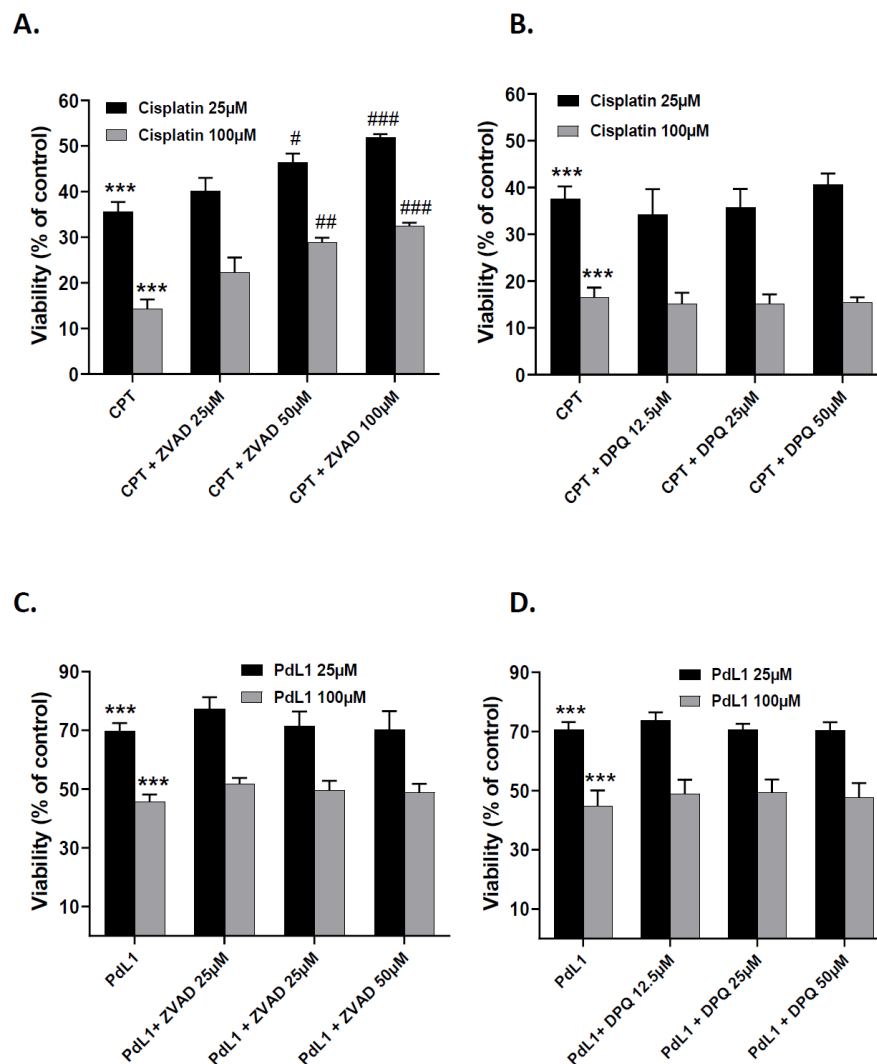 A.
Cisplatin 25µM
Cisplatin 100µM
Viability (% of control)
60
50
40
30
20
10
0
***
***
#
##
###
###
CPT
CPT + ZVAD 25µM
CPT + ZVAD 50µM
CPT + ZVAD 100µM
B.
Cisplatin 25µM
Cisplatin 100µM
Viability (% of control)
60
50
40
30
20
10
0
***
***
CPT
CPT + DPQ 12.5µM
CPT + DPQ 25µM
CPT + DPQ 50µM
C.
PdL1 25µM
PdL1 100µM
Viability (% of control)
90
70
50
30
10
***
***
PdL1
PdL1+ ZVAD 25µM
PdL1 + ZVAD 25µM
PdL1 + ZVAD 50µM
D.
PdL1 25µM
PdL1 100µM
Viability (% of control)
90
70
50
30
10
***
***
PdL1
PdL1+ DPQ 12.5µM
PdL1 + DPQ 25µM
PdL1 + DPQ 50µM